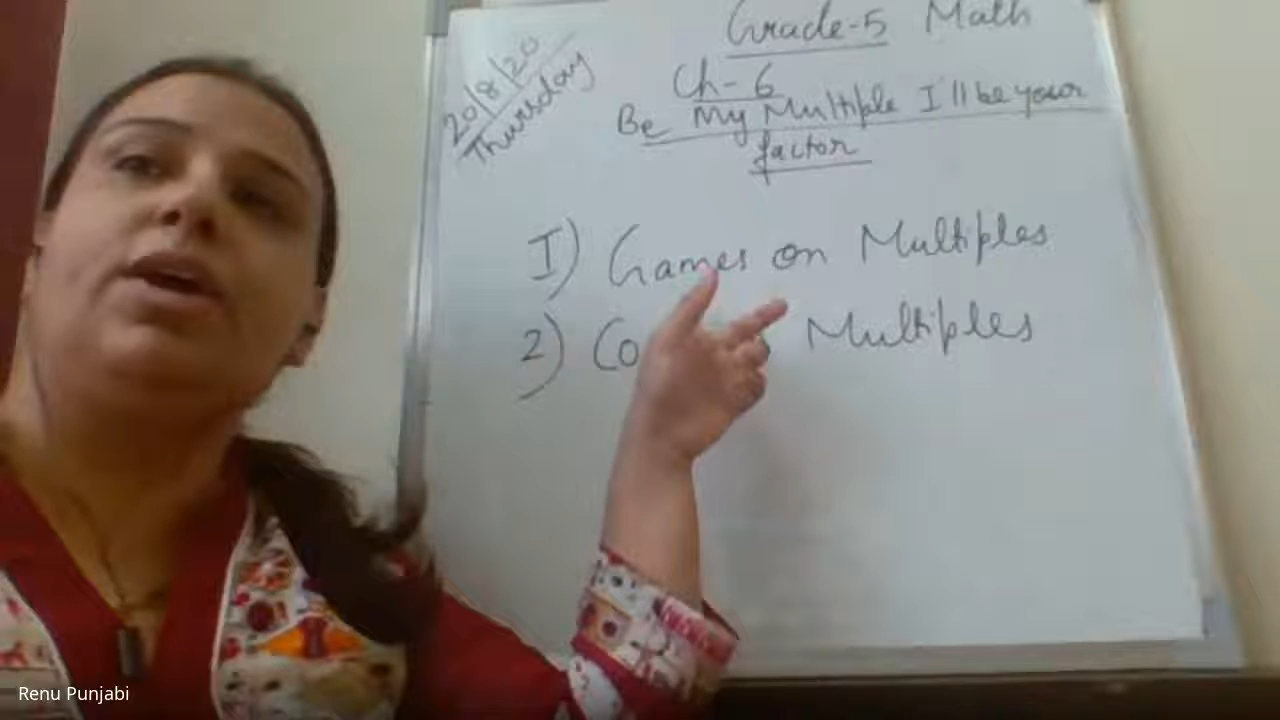 20/8/20
Thursday
Grade-5 Math
Ch-6
Be My Multiple I'll be your
factor
1) Games on Multiples
2) Co Multiples
Renu Punjabi